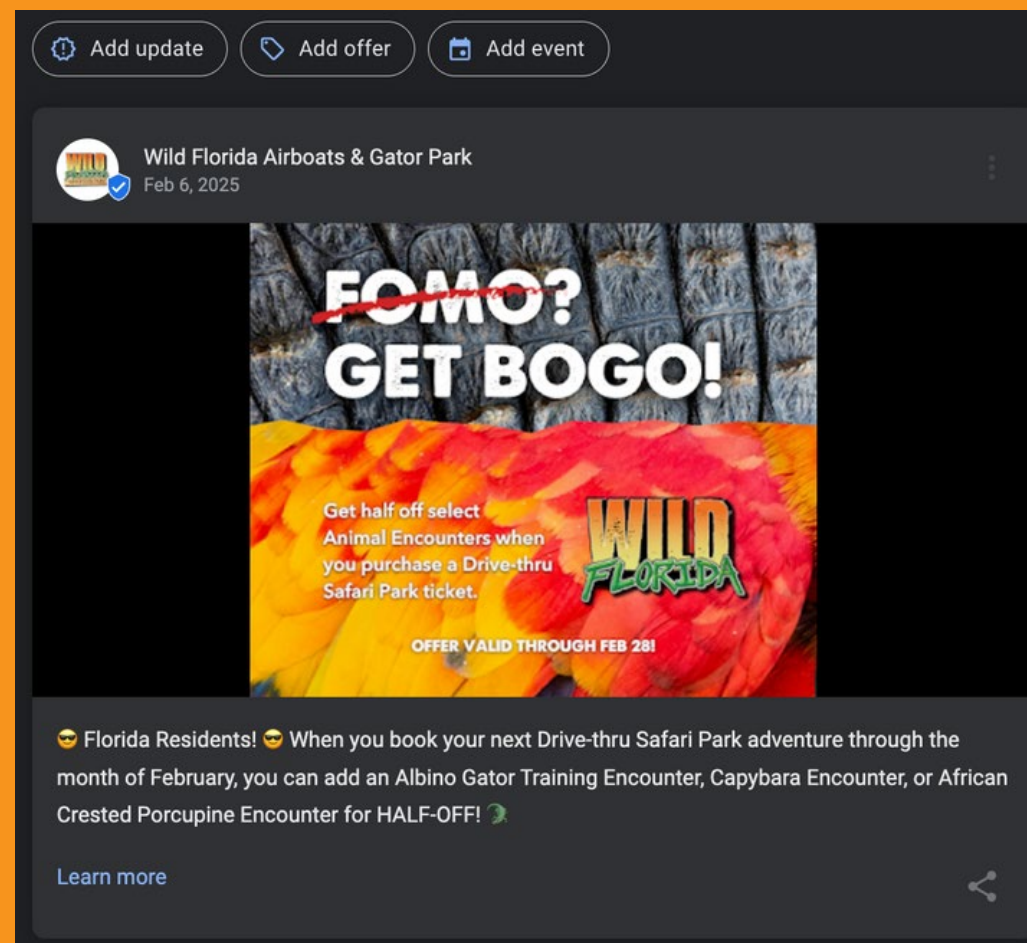 Add update
Add offer
Add event
Wild Florida Airboats & Gator Park
Feb 6, 2025
FOMO?
GET BOGO!
Get half off select
Animal Encounters when
you purchase a Drive-thru
Safari Park ticket.
WILD
FLORIDA
OFFER VALID THROUGH FEB 28!
😎 Florida Residents! 😎 When you book your next Drive-thru Safari Park adventure through the
month of February, you can add an Albino Gator Training Encounter, Capybara Encounter, or African
Crested Porcupine Encounter for HALF-OFF! 🐊
Learn more